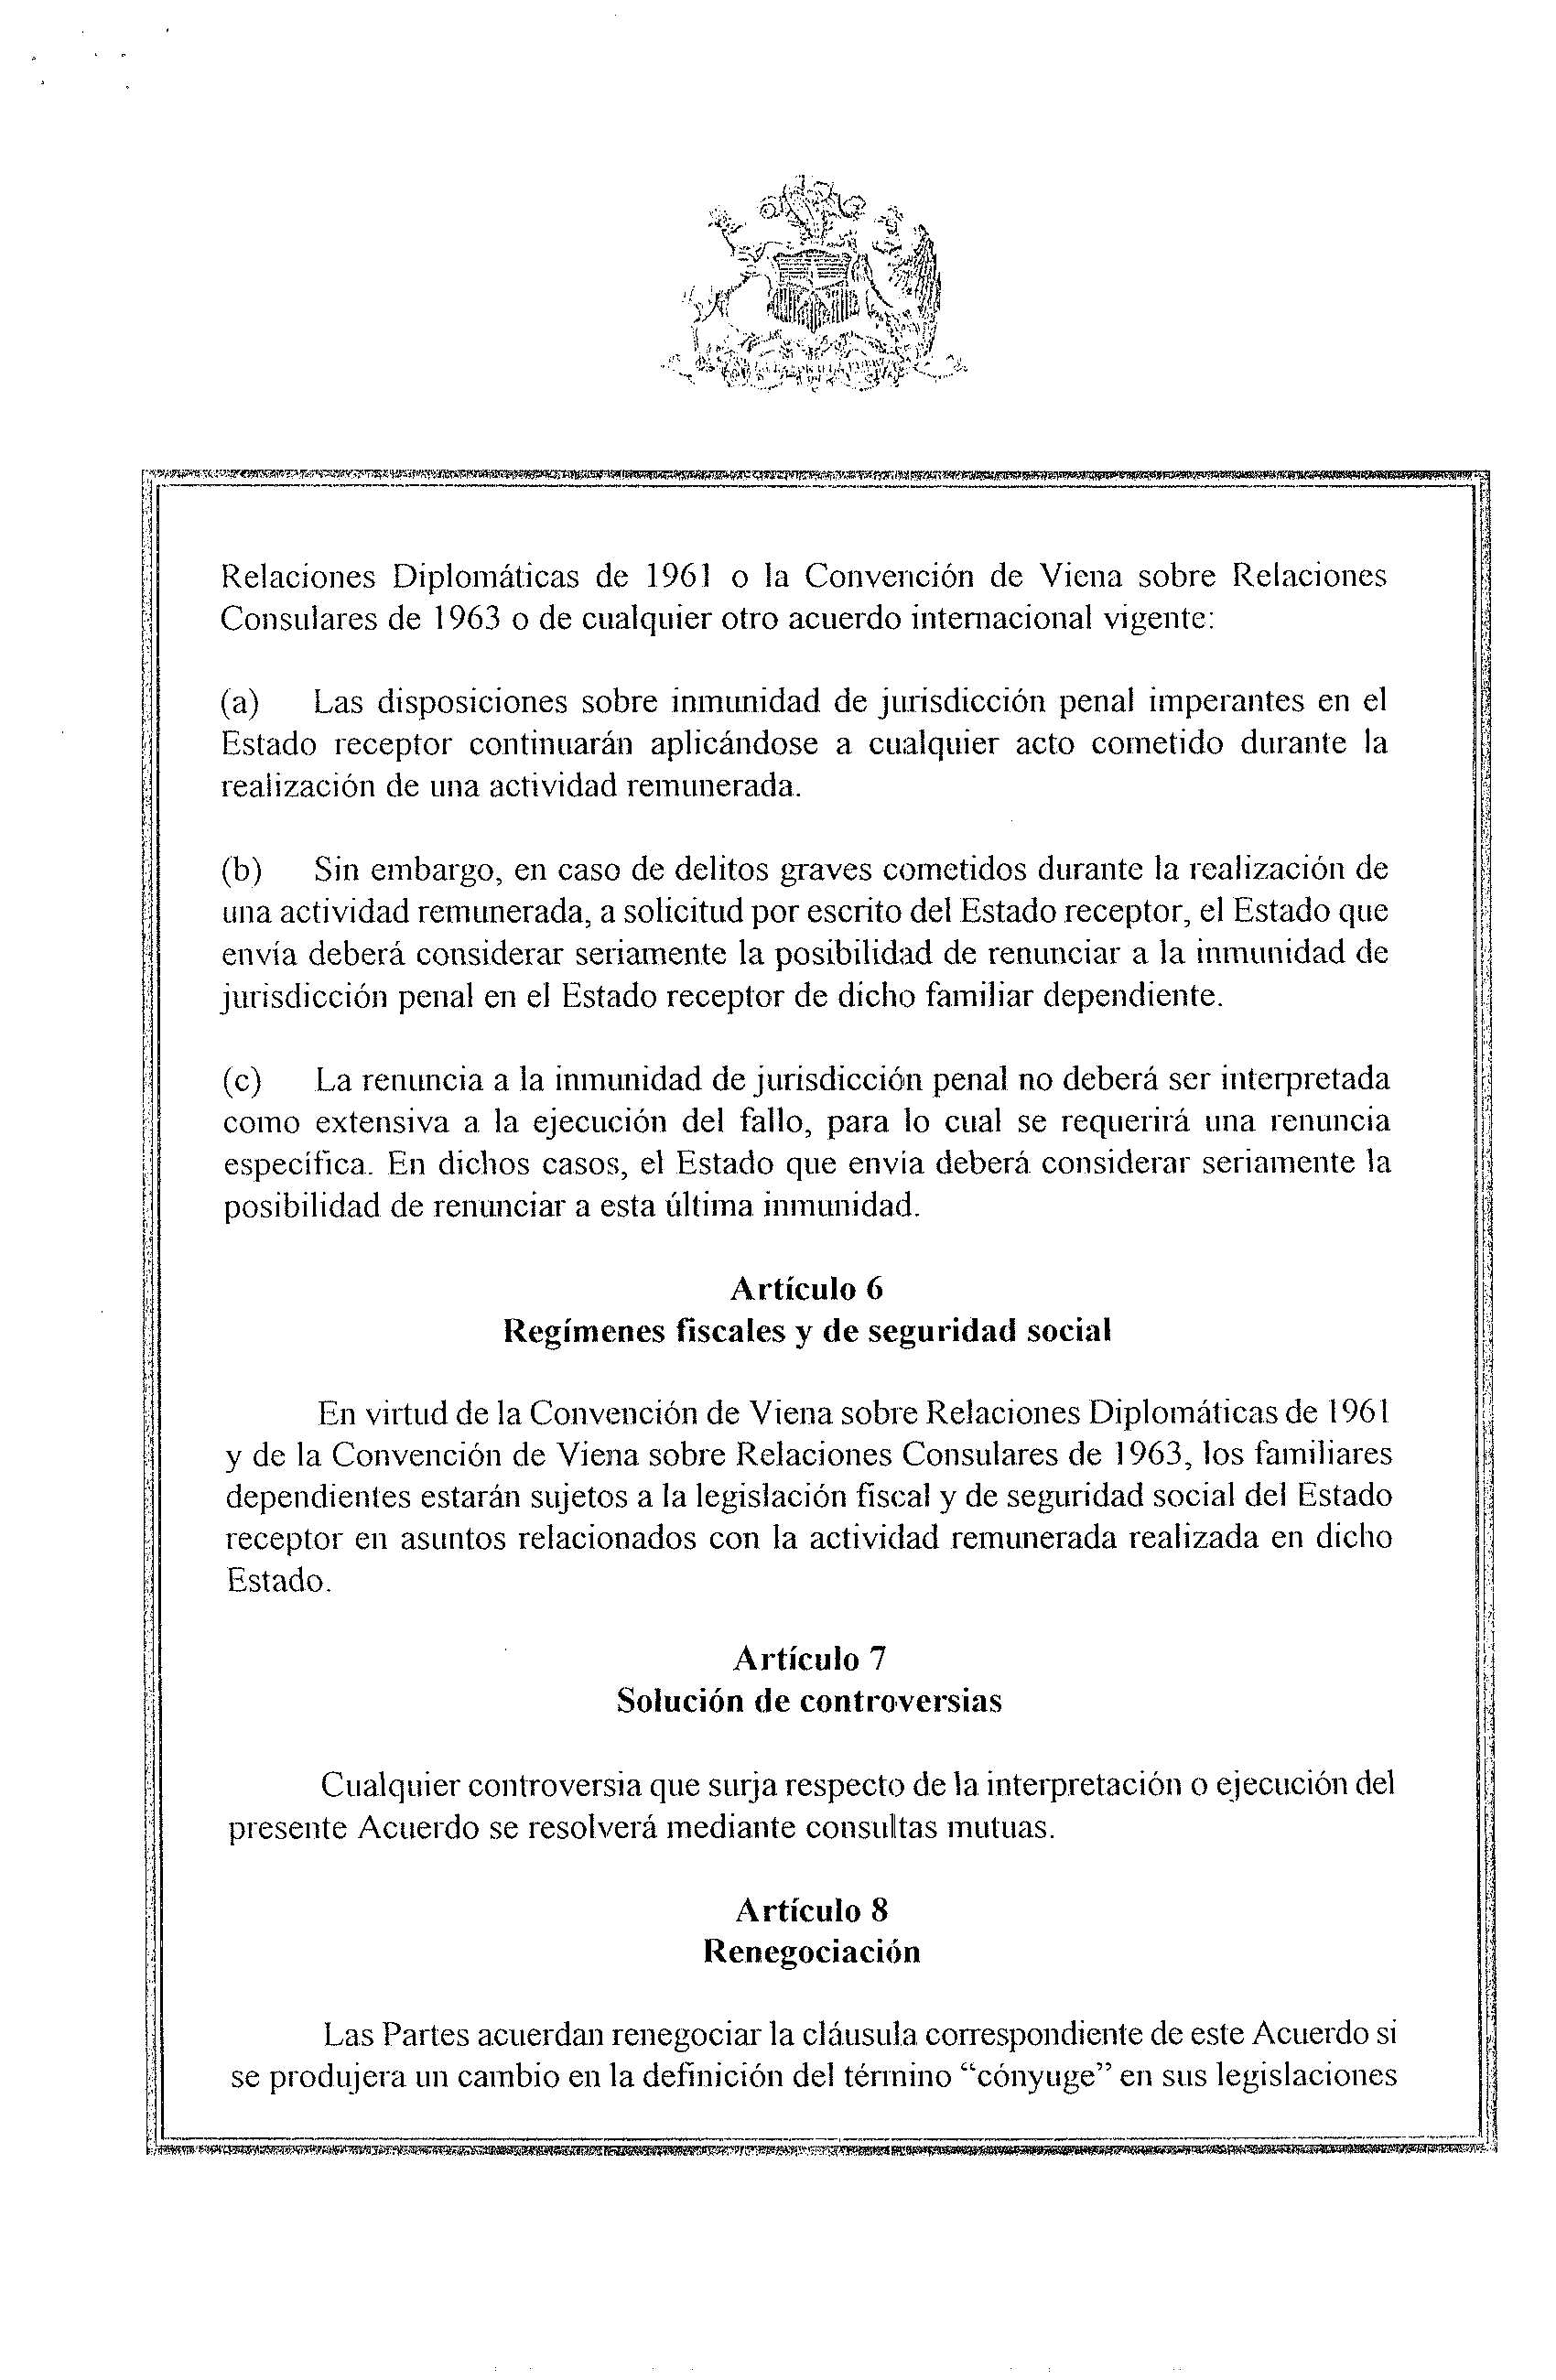 Relaciones Diplomáticas de 1961 o la Convención de Viena sobre Relaciones
Consulares de 1963 o de cualquier otro acuerdo internacional vigente:
(a) Las disposiciones sobre inmunidad de jurisdicción penal imperantes en el
Estado receptor continuarán aplicándose a cualquier acto cometido durante la
realización de una actividad remunerada.
(b) Sin embargo, en caso de delitos graves cometidos durante la realización de
una actividad remunerada, a solicitud por escrito del Estado receptor, el Estado que
envía deberá considerar seriamente la posibilidad de renunciar a la inmunidad de
jurisdicción penal en el Estado receptor de dicho familiar dependiente.
(c) La renuncia a la inmunidad de jurisdicción penal no deberá ser interpretada
como extensiva a la ejecución del fallo, para lo cual se requerirá una renuncia
específica. En dichos casos, el Estado que envía deberá considerar seriamente la
posibilidad de renunciar a esta última inmunidad.
Artículo 6
Regímenes fiscales y de seguridad social
En virtud de la Convención de Viena sobre Relaciones Diplomáticas de 1961
y de la Convención de Viena sobre Relaciones Consulares de 1963, los familiares
dependientes estarán sujetos a la legislación fiscal y de seguridad social del Estado
receptor en asuntos relacionados con la actividad remunerada realizada en dicho
Estado.
Artículo 7
Solución de controversias
Cualquier controversia que surja respecto de la interpretación o ejecución del
presente Acuerdo se resolverá mediante consultas mutuas.
Artículo 8
Renegociación
Las Partes acuerdan renegociar la cláusula correspondiente de este Acuerdo si
se produjera un cambio en la definición del término “cónyuge” en sus legislaciones